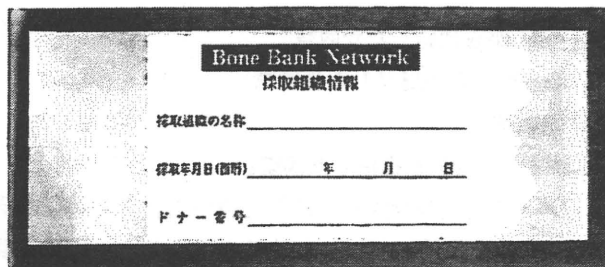 Bone Bank Network
採取組織情報
採取組織の名称
採取年月日(西暦) 年 月 日
ドナー番号